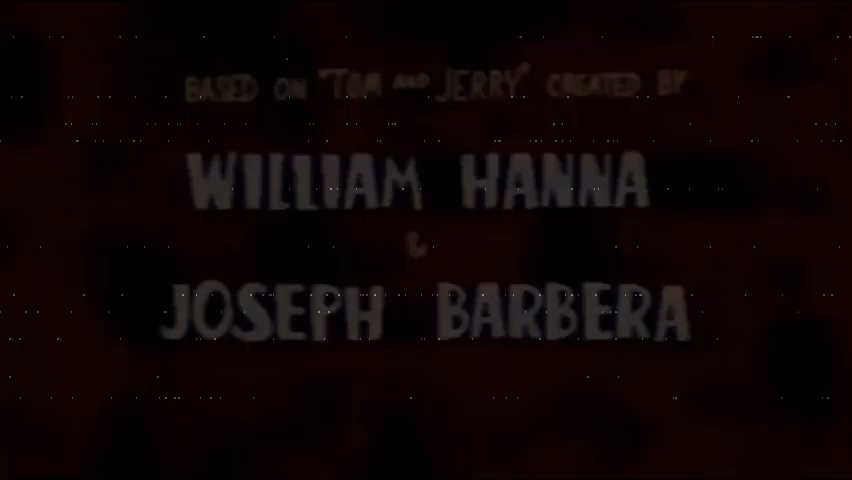 BASED ON "TOM AND JERRY" CREATED BY
WILLIAM HANNA
&
JOSEPH BARBERA